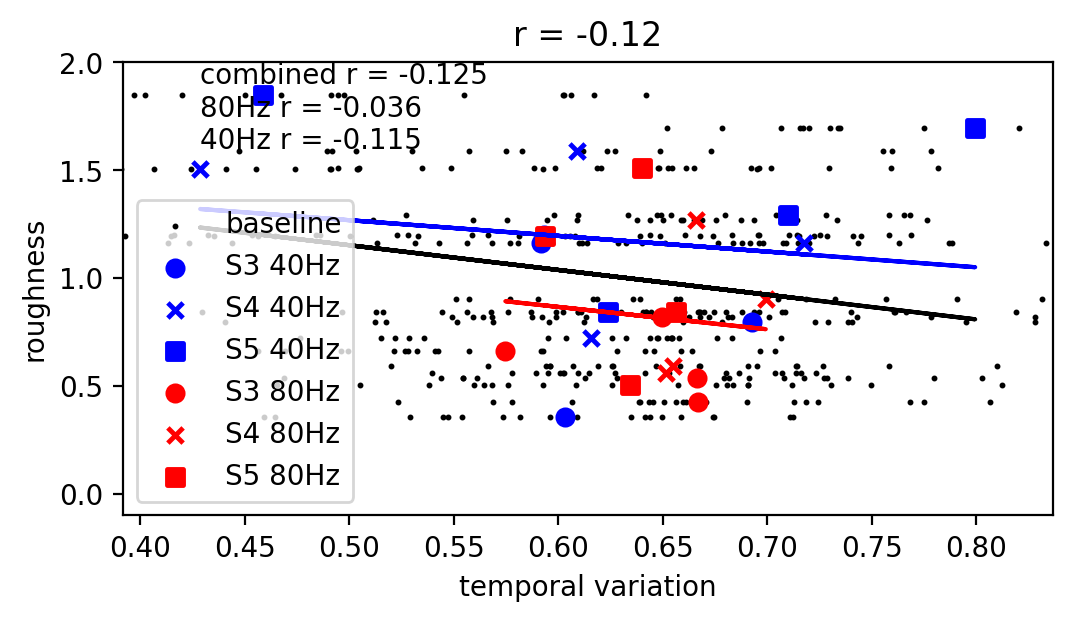 r = -0.12
combined r = -0.125
80Hz r = -0.036
40Hz r = -0.115
baseline
S3 40Hz
S4 40Hz
S5 40Hz
S3 80Hz
S4 80Hz
S5 80Hz
roughness
2.0
1.5
1.0
0.5
0.0
0.40 0.45 0.50 0.55 0.60 0.65 0.70 0.75 0.80
temporal variation